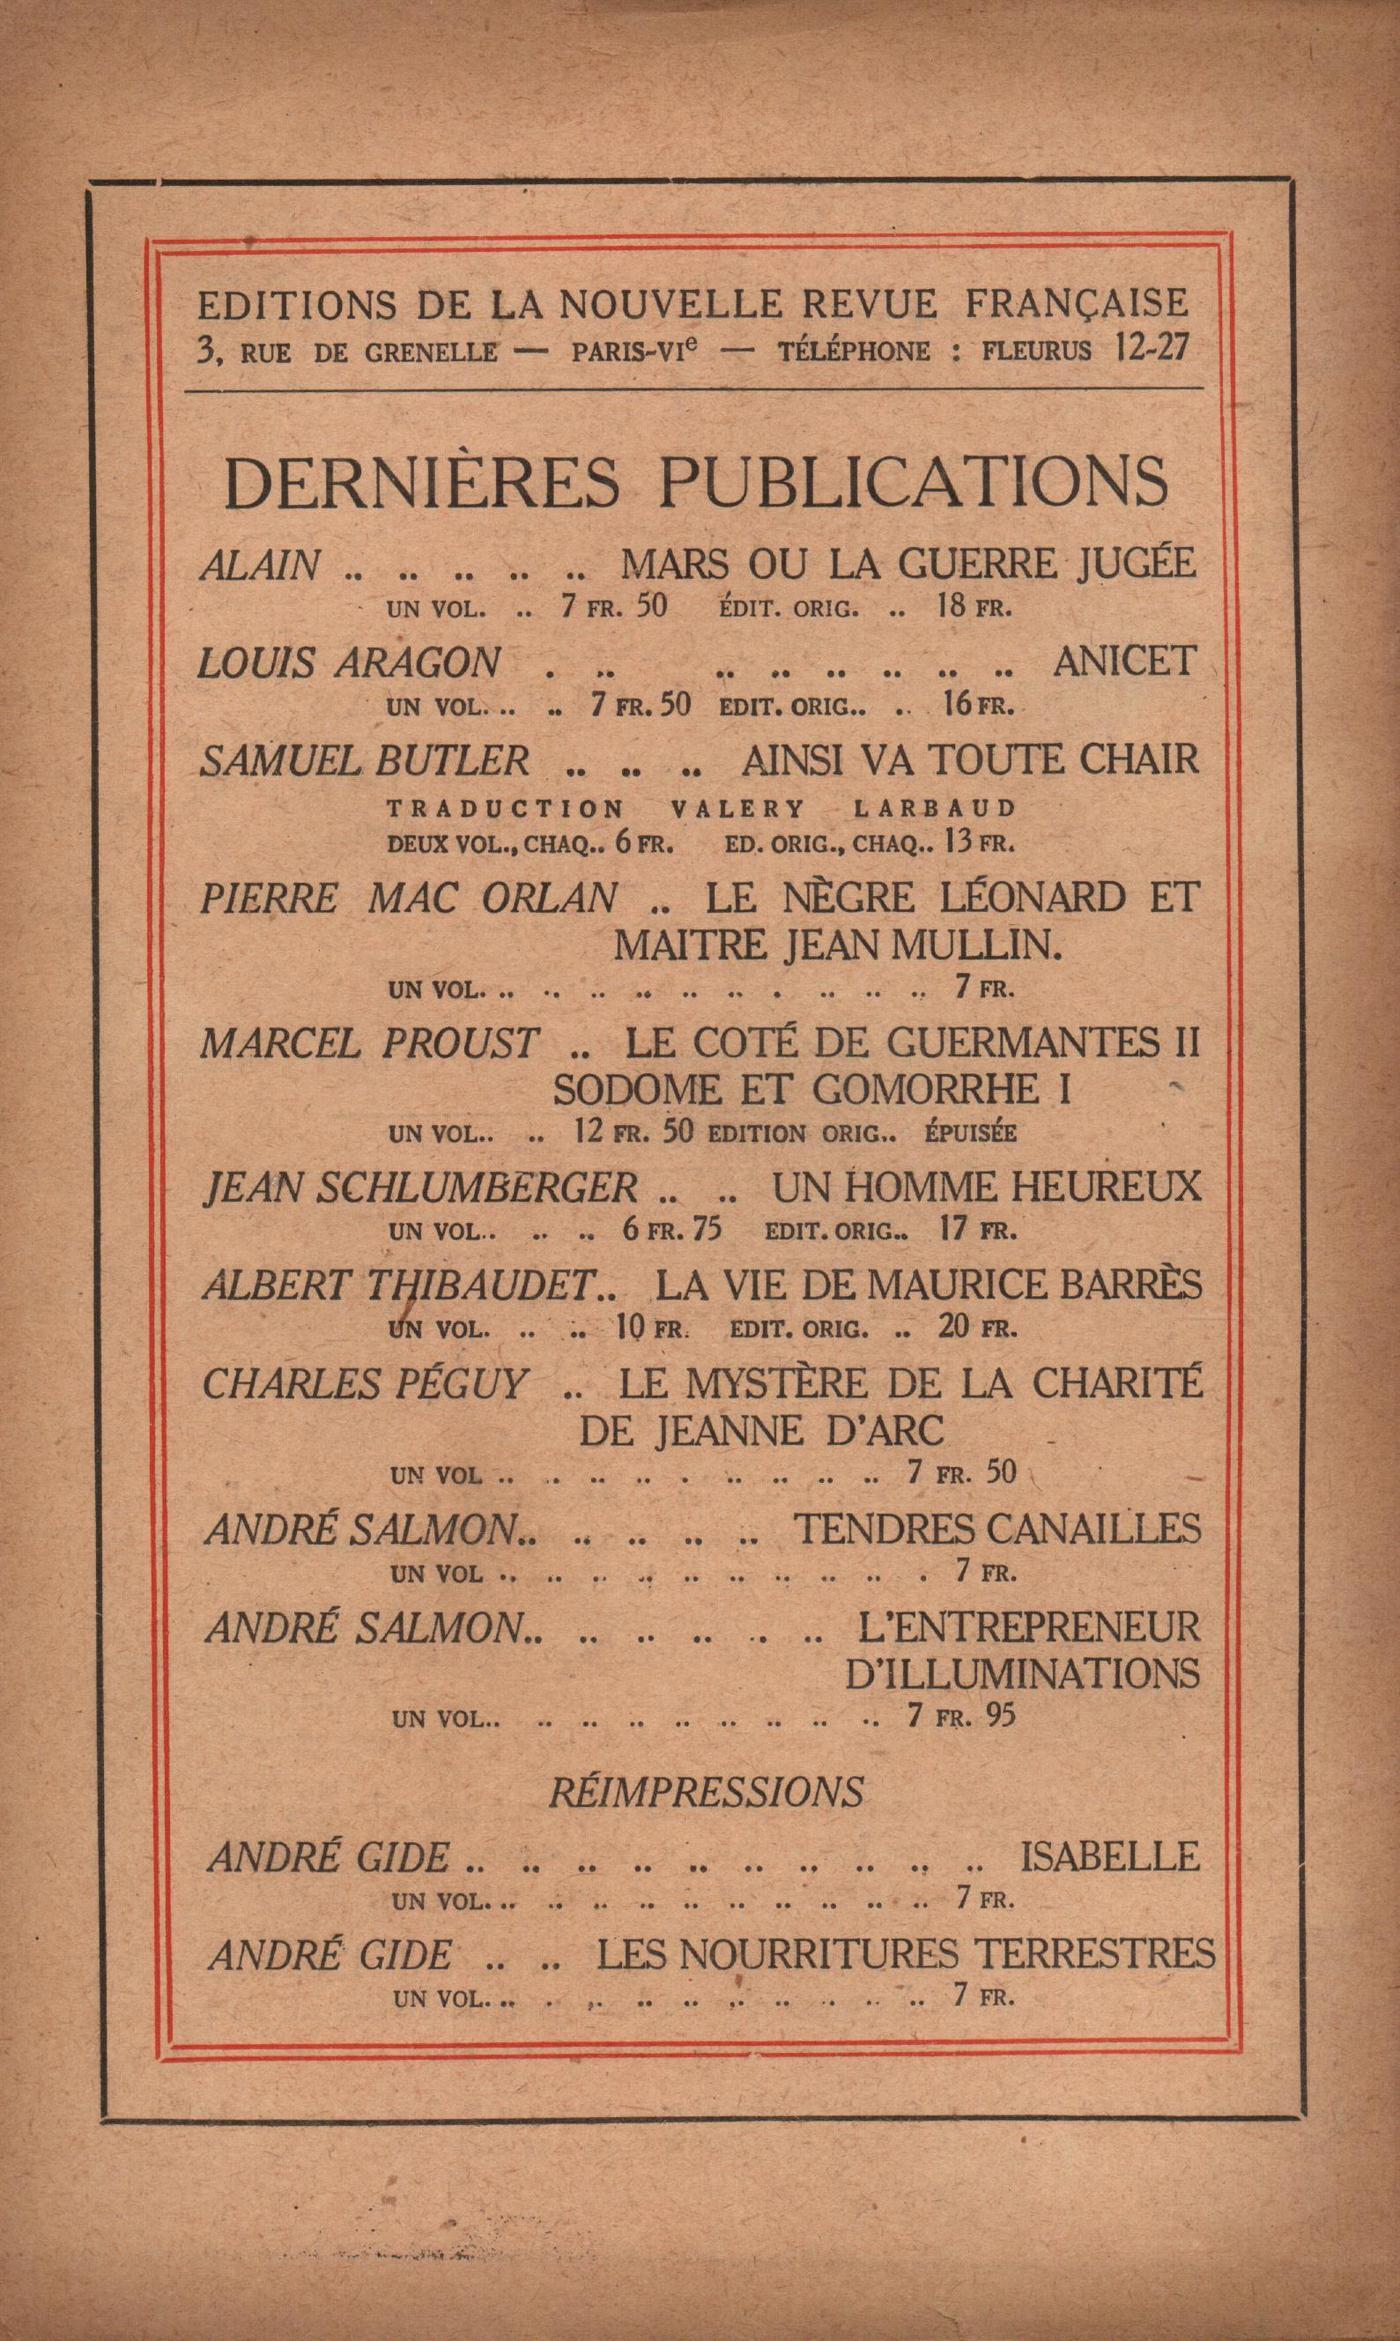 EDITIONS DE LA NOUVELLE REVUE FRANÇAISE
3, RUE DE GRENELLE — PARIS-VIe — TÉLÉPHONE : FLEURUS 12-27
DERNIÈRES PUBLICATIONS
ALAIN .. .. .. .. .. MARS OU LA GUERRE JUGÉE
UN VOL. .. 7 FR. 50 ÉDIT. ORIG. .. 18 FR.
LOUIS ARAGON . .. .. .. .. .. .. .. ANICET
UN VOL. .. .. 7 FR. 50 EDIT. ORIG.. .. 16 FR.
SAMUEL BUTLER .. .. .. AINSI VA TOUTE CHAIR
TRADUCTION VALERY LARBAUD
DEUX VOL., CHAQ.. 6 FR. ED. ORIG., CHAQ.. 13 FR.
PIERRE MAC ORLAN .. LE NÈGRE LÉONARD ET
MAITRE JEAN MULLIN.
UN VOL. .. .. .. .. .. .. . .. .. .. 7 FR.
MARCEL PROUST .. LE COTÉ DE GUERMANTES II
SODOME ET GOMORRHE I
UN VOL.. .. 12 FR. 50 EDITION ORIG.. ÉPUISÉE
JEAN SCHLUMBERGER .. .. UN HOMME HEUREUX
UN VOL.. .. .. 6 FR. 75 EDIT. ORIG.. 17 FR.
ALBERT THIBAUDET.. LA VIE DE MAURICE BARRÈS
UN VOL. .. .. 10 FR. EDIT. ORIG. .. 20 FR.
CHARLES PÉGUY .. LE MYSTÈRE DE LA CHARITÉ
DE JEANNE D'ARC
UN VOL .. .. .. .. . .. .. .. .. 7 FR. 50
ANDRÉ SALMON.. .. .. .. .. TENDRES CANAILLES
UN VOL .. .. .. .. .. .. .. .. .. . 7 FR.
ANDRÉ SALMON.. .. .. .. .. .. L'ENTREPRENEUR
D'ILLUMINATIONS
UN VOL.. .. .. .. .. .. .. .. .. 7 FR. 95
RÉIMPRESSIONS
ANDRÉ GIDE .. .. .. .. .. .. .. .. .. .. ISABELLE
UN VOL. .. .. .. .. .. .. .. .. .. .. 7 FR.
ANDRÉ GIDE .. .. LES NOURRITURES TERRESTRES
UN VOL. .. . .. .. .. .. .. .. .. .. 7 FR.